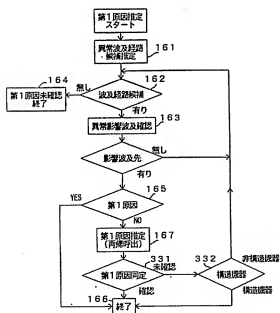 第1原因推定
スタート
異常波及経路
候補推定
161
164
無し
162
波及経路候補
第1原因未確認
終了
有り
163
異常影響波及確認
無し
影響波及先
有り
165
YES
第1原因
NO
167
第1原因推定
(再帰呼出)
331
332
非構造機器
未確認
第1原因同定
構造機器
166
確認
構造機器
終了